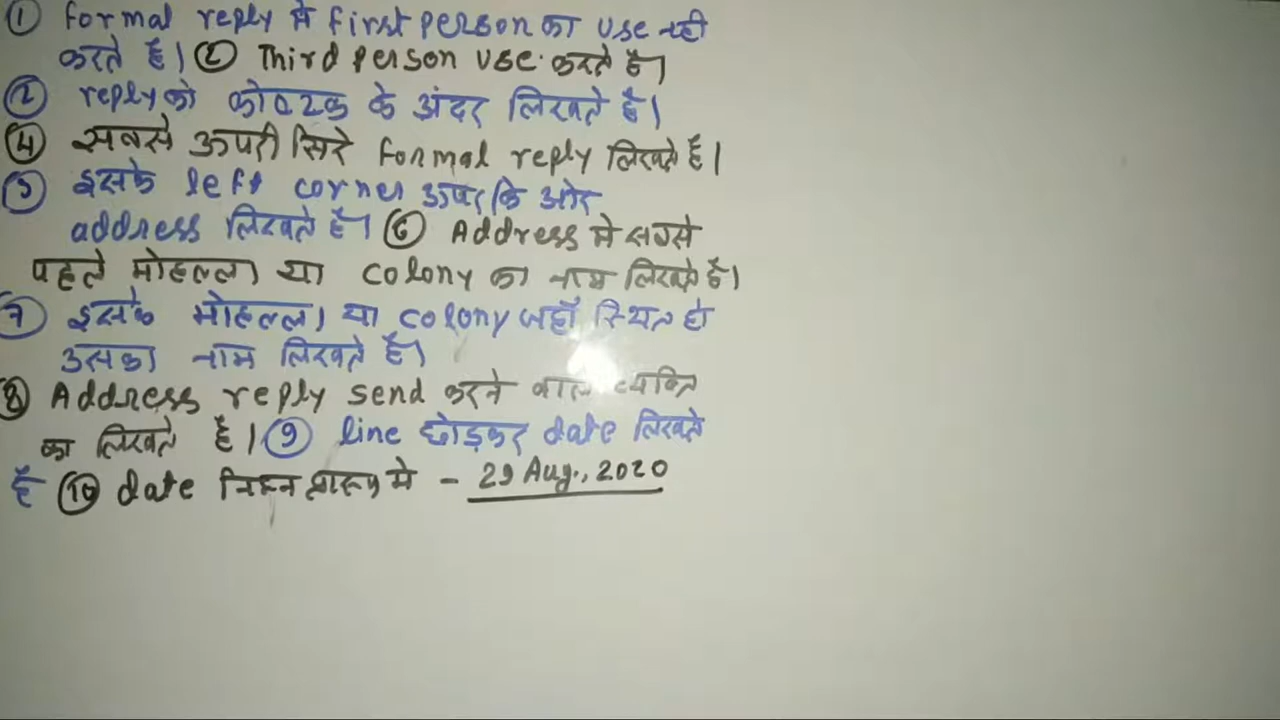 ① formal reply में first person का use नही
करते है। ② Third person use करते है।
② reply को कोष्टक के अंदर लिखते है।
④ सबसे ऊपरी सिरे formal reply लिखते है।
⑤ इसके left corner ऊपर कि ओर
address लिखते है। ⑥ Address मे सबसे
पहले मोहल्ला या colony का नाम लिखते है।
7 इसके मोहल्ला या colony जहाँ स्थित हो
उसका नाम लिखते है।
⑧ Address reply send करने वाले व्यक्ति
का लिखते है। ⑨ line छोड़कर date लिखते
है ⑩ date निम्न प्रारूप मे - 29 Aug., 2020